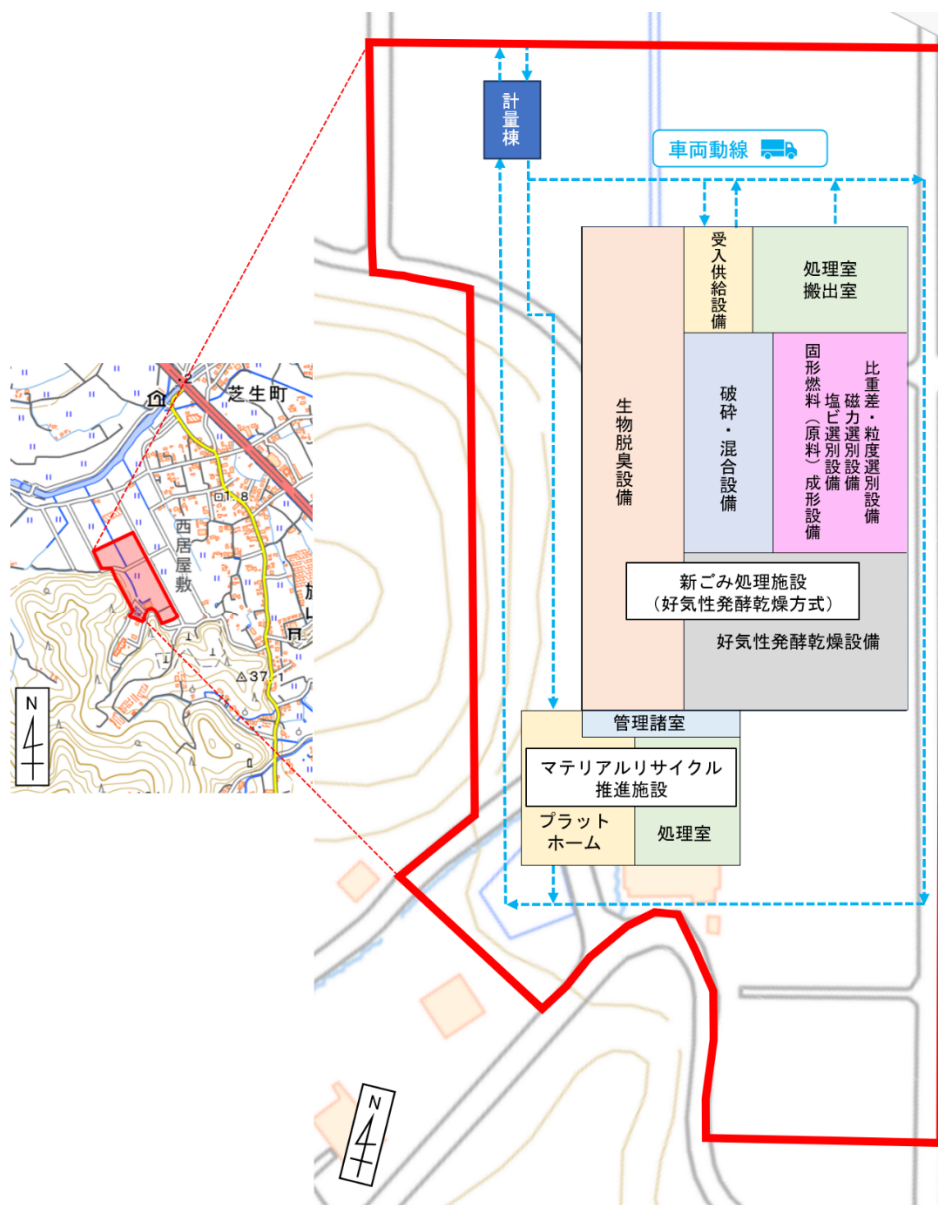 計量棟
車両動線
受入供給設備
処理室
搬出室
生物脱臭設備
破砕・混合設備
比重差・粒度選別設備
磁力選別設備
塩ビ選別設備
固形燃料（原料）成形設備
新ごみ処理施設
（好気性発酵乾燥方式）
好気性発酵乾燥設備
管理諸室
マテリアルリサイクル
推進施設
プラット
ホーム
処理室
芝生町
西居屋敷
N
N